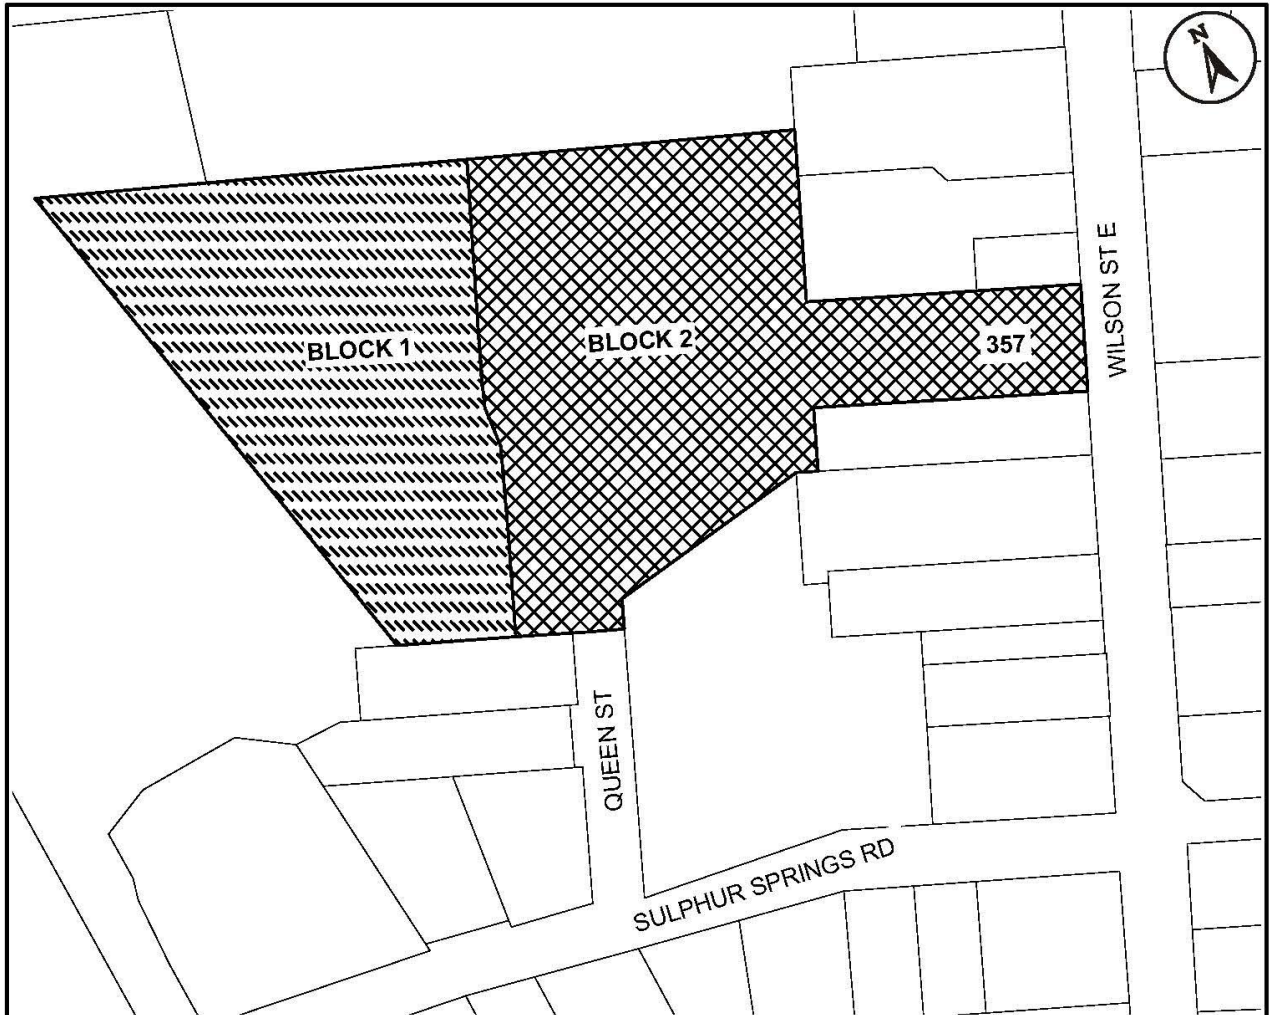 N
WILSON ST E
BLOCK 1
BLOCK 2
357
QUEEN ST
SULPHUR SPRINGS RD